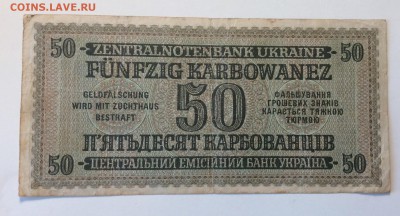 COINS.LAVE.RU
50 ZENTRALNOTENBANK UKRAINE 50
FÜNFZIG KARBOWANEZ
GELDFÄLSCHUNG
WIRD MIT ZUCHTHAUS
BESTRAFT
50
ФАЛЬШУВАННЯ
ГРОШЕВИХ ЗНАКІВ
КАРАЄТЬСЯ ТЯЖКОЮ
ТЮРМОЮ
ПЯТЬДЕСЯТ КАРБОВАНЦІВ
50 ЦЕНТРАЛЬНИЙ ЕМІСІЙНИЙ БАНК УКРАЇНА 50